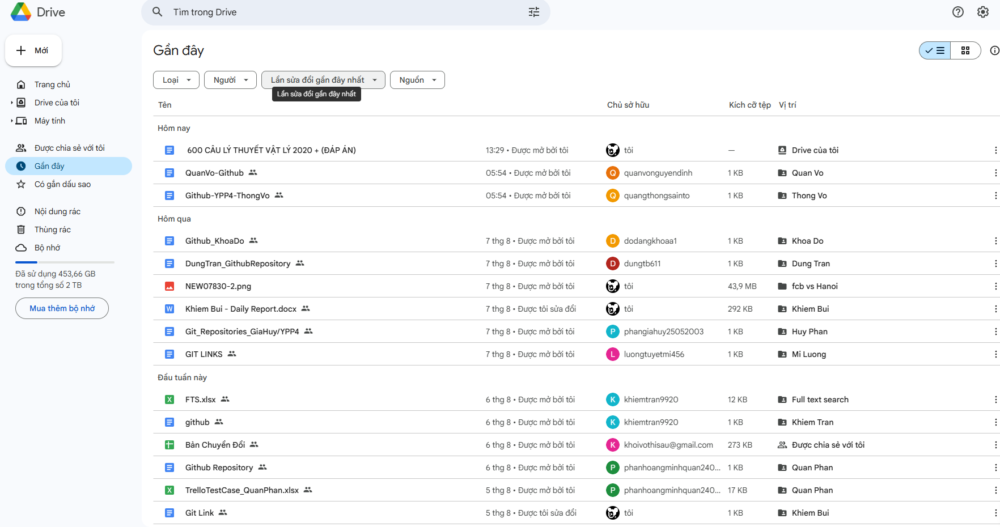 Drive
Tìm trong Drive
Mới
Trang chủ
Drive của tôi
Máy tính
Được chia sẻ với tôi
Gần đây
Có gắn dấu sao
Nội dung rác
Thùng rác
Bộ nhớ
Đã sử dụng 453,66 GB
trong tổng số 2 TB
Mua thêm bộ nhớ
Gần đây
Loại Người Lần sửa đổi gần đây nhất Nguồn
Lần sửa đổi gần đây nhất
Tên Chủ sở hữu Kích cỡ tệp Vị trí
Hôm nay
600 CÂU LÝ THUYẾT VẬT LÝ 2020 + (ĐÁP ÁN) 13:29 • Được mở bởi tôi tôi — Drive của tôi
QuanVo-Github 05:54 • Được mở bởi tôi Q quanvonguyendinh 1 KB Quan Vo
Github-YPP4-ThongVo 05:54 • Được mở bởi tôi Q quangthongsainto 1 KB Thong Vo
Hôm qua
Github_KhoaDo 7 thg 8 • Được mở bởi tôi D dodangkhoaa1 1 KB Khoa Do
DungTran_GithubRepository 7 thg 8 • Được mở bởi tôi D dungtb611 1 KB Dung Tran
NEW07830-2.png 7 thg 8 • Được mở bởi tôi tôi 43,9 MB fcb vs Hanoi
W Khiem Bui - Daily Report.docx 7 thg 8 • Được tôi sửa đổi tôi 292 KB Khiem Bui
Git_Repositories_GiaHuy/YPP4 7 thg 8 • Được mở bởi tôi P phangiahuy25052003 1 KB Huy Phan
GIT LINKS 7 thg 8 • Được mở bởi tôi L luongtuyetmi456 1 KB Mi Luong
Đầu tuần này
X FTS.xlsx 6 thg 8 • Được mở bởi tôi K khiemtran9920 12 KB Full text search
github 6 thg 8 • Được mở bởi tôi K khiemtran9920 1 KB Khiem Tran
Bản Chuyển Đổi 6 thg 8 • Được mở bởi tôi K khoivothisau@gmail.com 273 KB Được chia sẻ với tôi
Github Repository 6 thg 8 • Được mở bởi tôi P phanhoangminhquan240... 1 KB Quan Phan
X TrelloTestCase_QuanPhan.xlsx 5 thg 8 • Được mở bởi tôi P phanhoangminhquan240... 17 KB Quan Phan
Git Link 5 thg 8 • Được tôi sửa đổi tôi 1 KB Khiem Bui